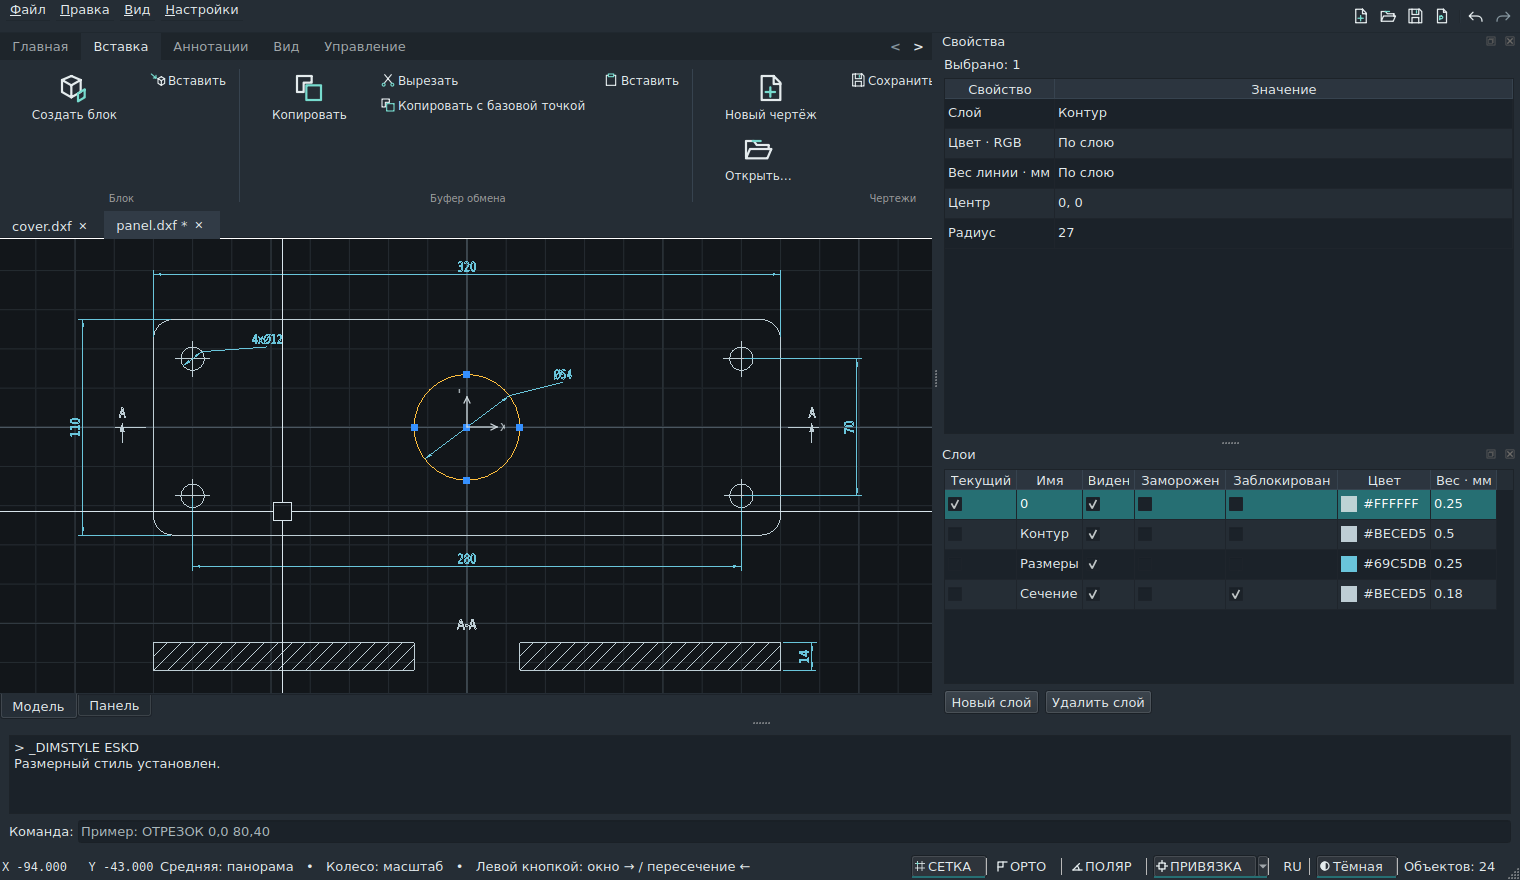 Файл Правка Вид Настройки
Главная Вставка Аннотации Вид Управление < >
Создать блок
Вставить
Блок
Копировать
Вырезать
Копировать с базовой точкой
Вставить
Буфер обмена
Новый чертёж
Открыть...
Сохранить
Чертежи
cover.dxf × panel.dxf * ×
320
4xØ12
Ø54
A A
110
70
X
280
A-A
14
Модель Панель
Свойства
Выбрано: 1
Свойство Значение
Слой Контур
Цвет · RGB По слою
Вес линии · мм По слою
Центр 0, 0
Радиус 27
Слои
Текущий Имя Виден Заморожен Заблокирован Цвет Вес · мм
0 #FFFFFF 0.25
Контур #BECED5 0.5
Размеры #69C5DB 0.25
Сечение #BECED5 0.18
Новый слой Удалить слой
> _DIMSTYLE ESKD
Размерный стиль установлен.
Команда: Пример: ОТРЕЗОК 0,0 80,40
X -94.000 Y -43.000 Средняя: панорама • Колесо: масштаб • Левой кнопкой: окно → / пересечение ← СЕТКА ОРТО ПОЛЯР ПРИВЯЗКА RU Тёмная Объектов: 24